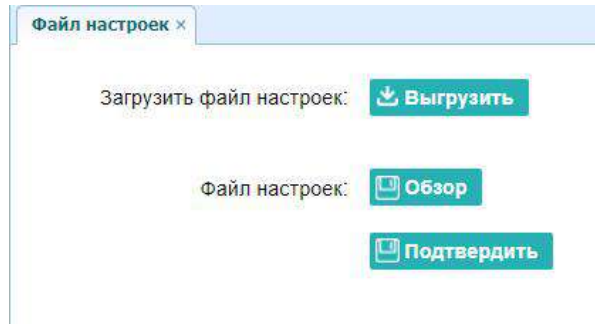 Файл настроек ×
Загрузить файл настроек: Выгрузить
Файл настроек: Обзор
Подтвердить